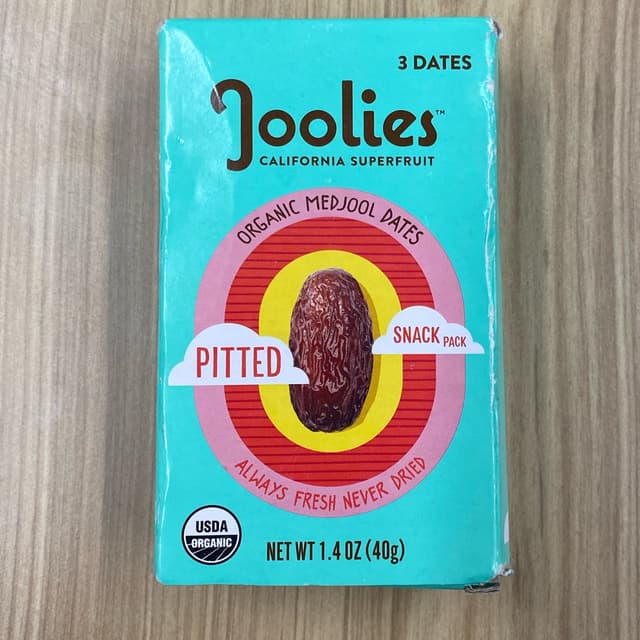 3 DATES
Joolies™
CALIFORNIA SUPERFRUIT
ORGANIC MEDJOOL DATES
PITTED
SNACK PACK
ALWAYS FRESH NEVER DRIED
USDA
ORGANIC
NET WT 1.4 OZ (40g)